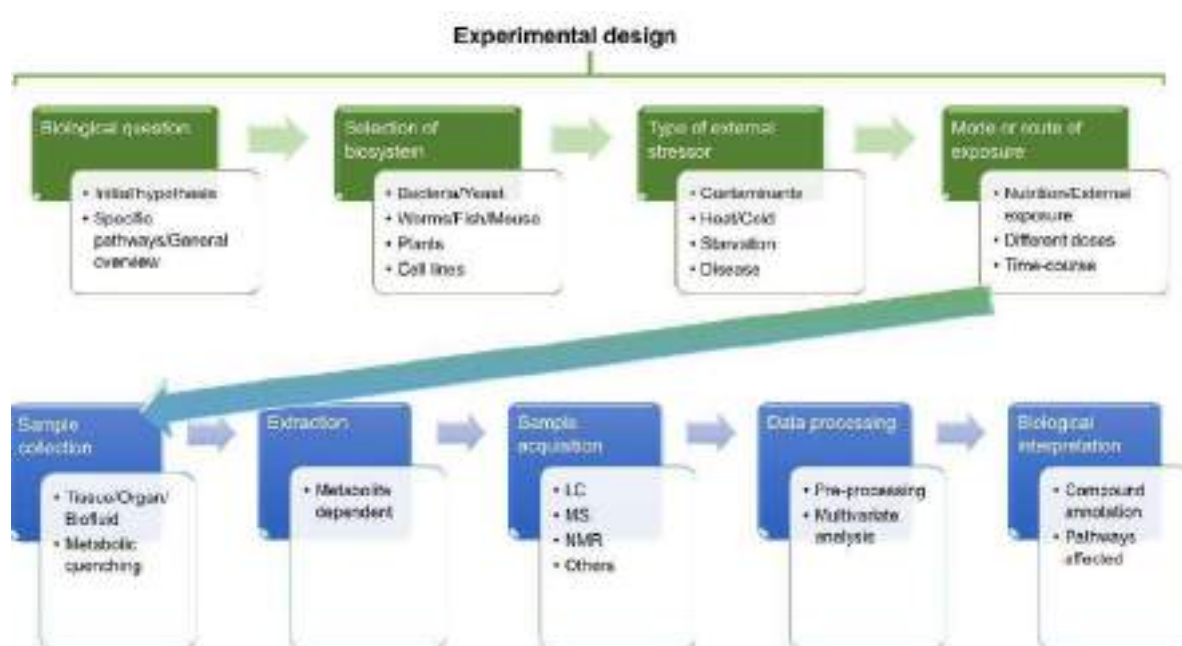 Experimental design
Biological question
• Initial hypothesis
• Specific
pathways/General
overview
Selection of
biosystem
• Bacteria/Yeast
• Worms/Fish/Mouse
• Plants
• Cell lines
Type of external
stressor
• Contaminants
• Heat/Cold
• Starvation
• Disease
Mode or route of
exposure
• Nutrition/External
exposure
• Different doses
• Time-course
Sample
collection
• Tissue/Organ/
Biofluid
• Metabolic
quenching
Extraction
• Metabolite
dependent
Sample
acquisition
• LC
• MS
• NMR
• Others
Data processing
• Pre-processing
• Multivariate
analysis
Biological
interpretation
• Compound
annotation
• Pathways
affected